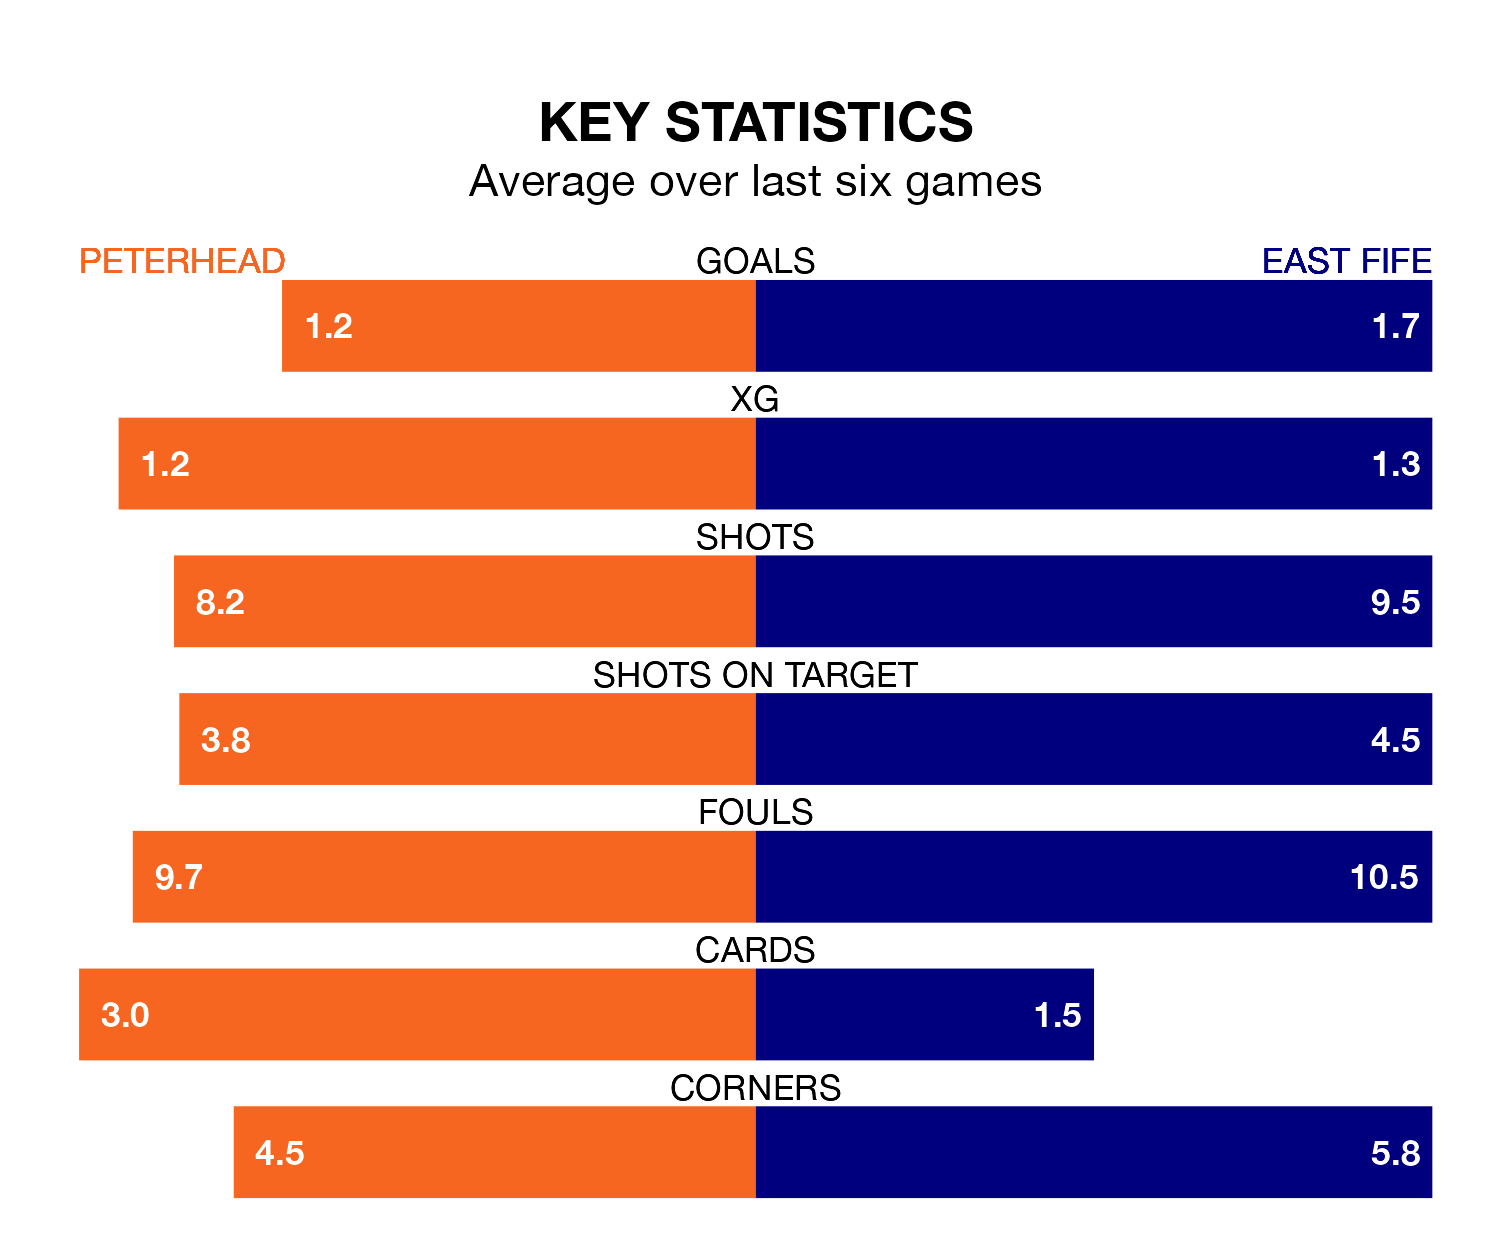 KEY STATISTICS
Average over last six games
PETERHEAD GOALS EAST FIFE
1.2 1.7
XG
1.2 1.3
SHOTS
8.2 9.5
SHOTS ON TARGET
3.8 4.5
FOULS
9.7 10.5
CARDS
3.0 1.5
CORNERS
4.5 5.8